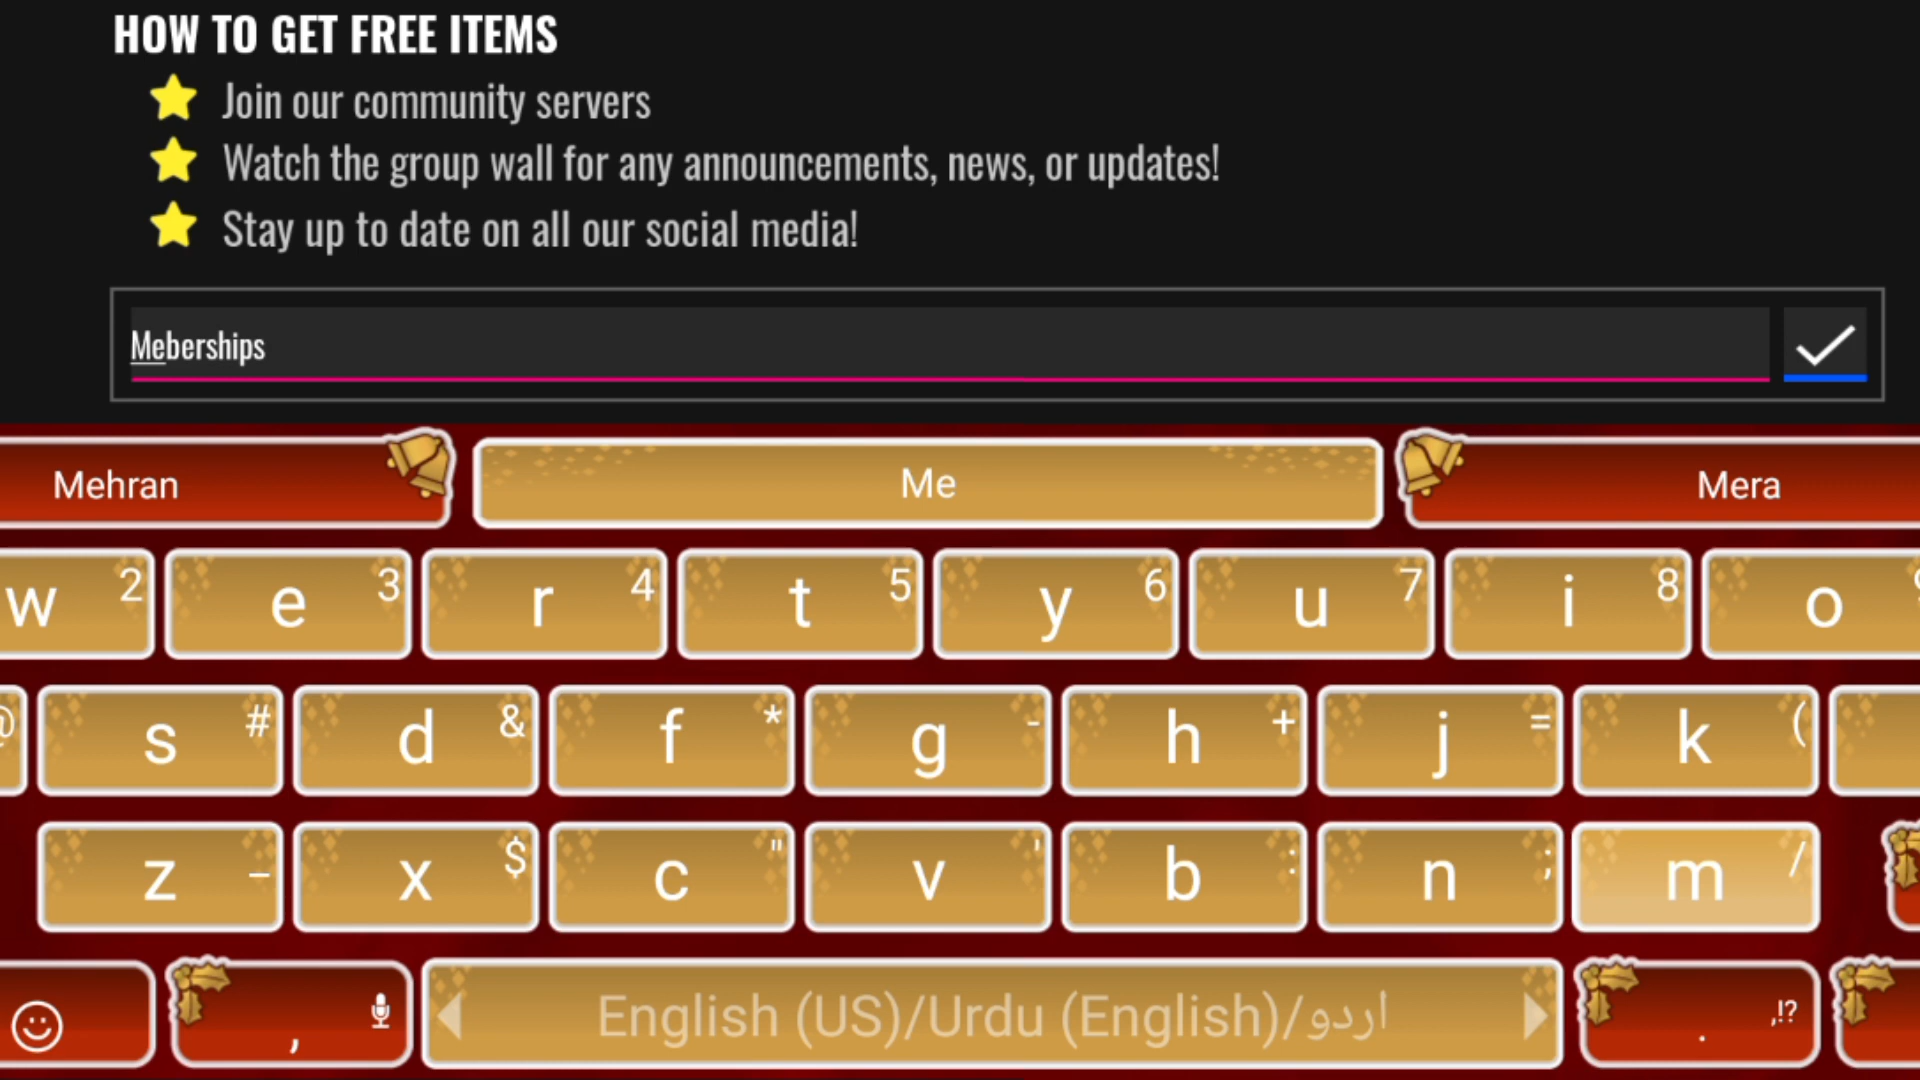 HOW TO GET FREE ITEMS
Join our community servers
Watch the group wall for any announcements, news, or updates!
Stay up to date on all our social media!
Meberships
Mehran Me Mera
w 2 e 3 r 4 t 5 y 6 u 7 i 8 o 9
@ s # d & f * g - h + j = k (
z _ x $ c " v ' b : n ; m /
, English (US)/Urdu (English)/اردو . ,!?